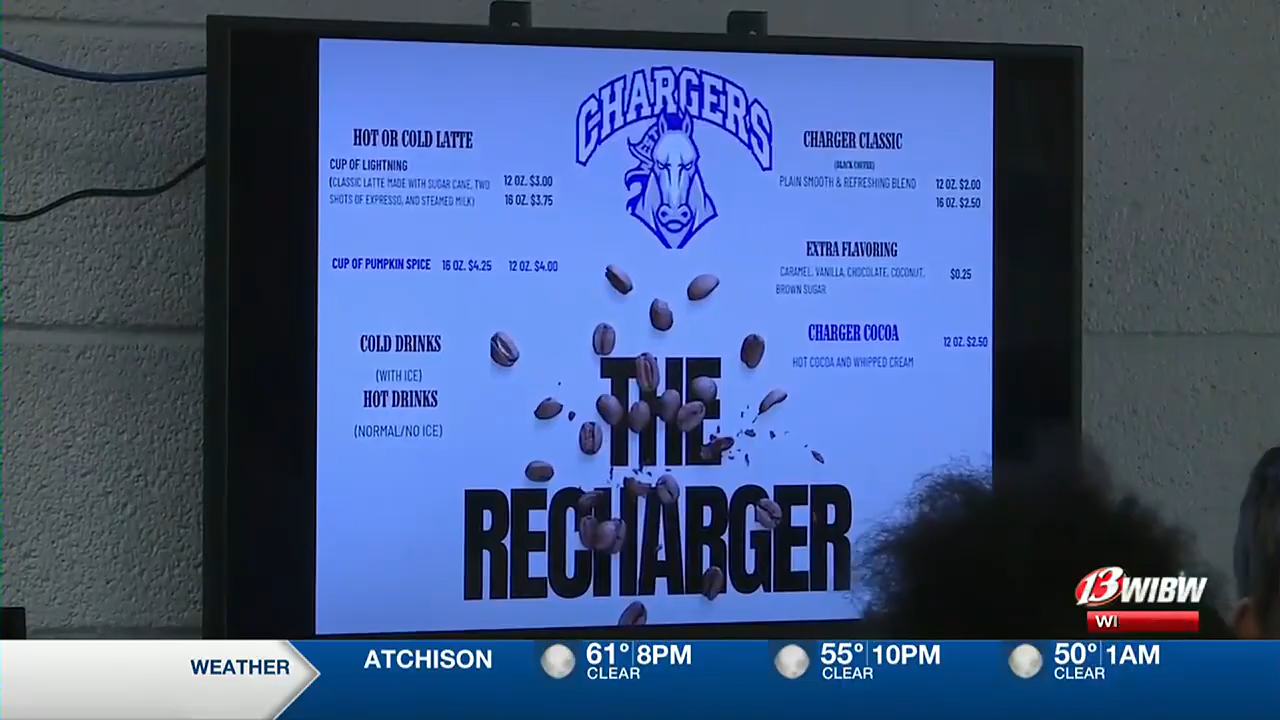 CHARGERS
HOT OR COLD LATTE
CUP OF LIGHTNING
(CLASSIC LATTE MADE WITH SUGAR CANE, TWO
SHOTS OF EXPRESSO, AND STEAMED MILK)
12 OZ. $3.00
16 OZ. $3.75
CUP OF PUMPKIN SPICE 16 OZ. $4.25 12 OZ. $4.00
COLD DRINKS
(WITH ICE)
HOT DRINKS
(NORMAL/NO ICE)
CHARGER CLASSIC
(BLACK COFFEE)
PLAIN SMOOTH & REFRESHING BLEND 12 OZ. $2.00
16 OZ. $2.50
EXTRA FLAVORING
CARAMEL, VANILLA, CHOCOLATE, COCONUT, $0.25
BROWN SUGAR
CHARGER COCOA 12 OZ. $2.50
HOT COCOA AND WHIPPED CREAM
THE
RECHARGER
13 WIBW
WI
WEATHER ATCHISON 61° 8PM 55° 10PM 50° 1AM
CLEAR CLEAR CLEAR